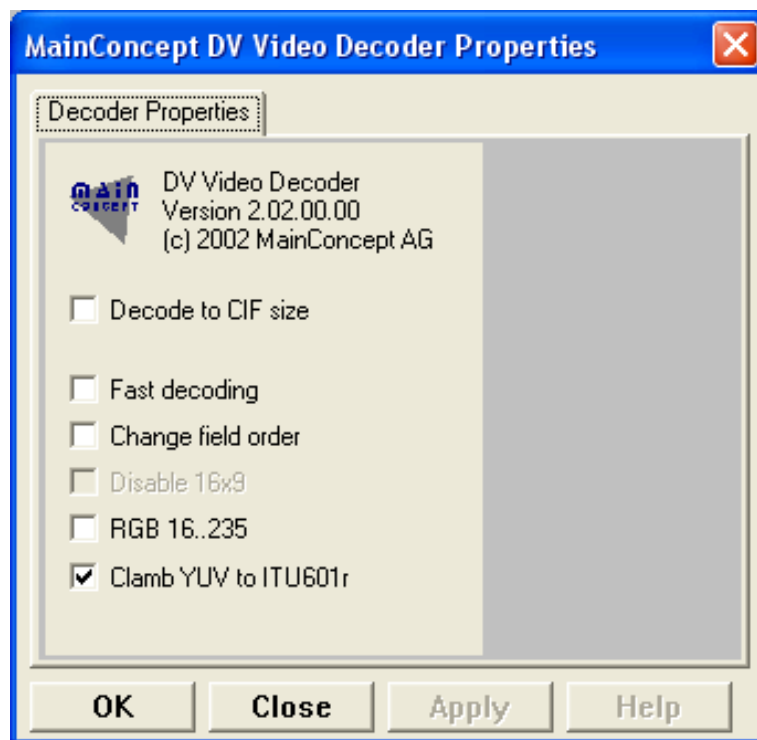 MainConcept DV Video Decoder Properties
Decoder Properties
MAIN
CONCEPT
DV Video Decoder
Version 2.02.00.00
(c) 2002 MainConcept AG
Decode to CIF size
Fast decoding
Change field order
Disable 16x9
RGB 16..235
Clamb YUV to ITU601r
OK Close Apply Help